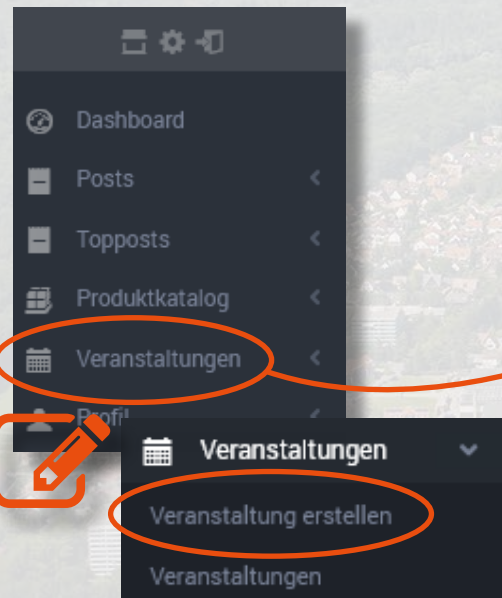 Dashboard
Posts
Topposts
Produktkatalog
Veranstaltungen
Profil
Veranstaltungen
Veranstaltung erstellen
Veranstaltungen